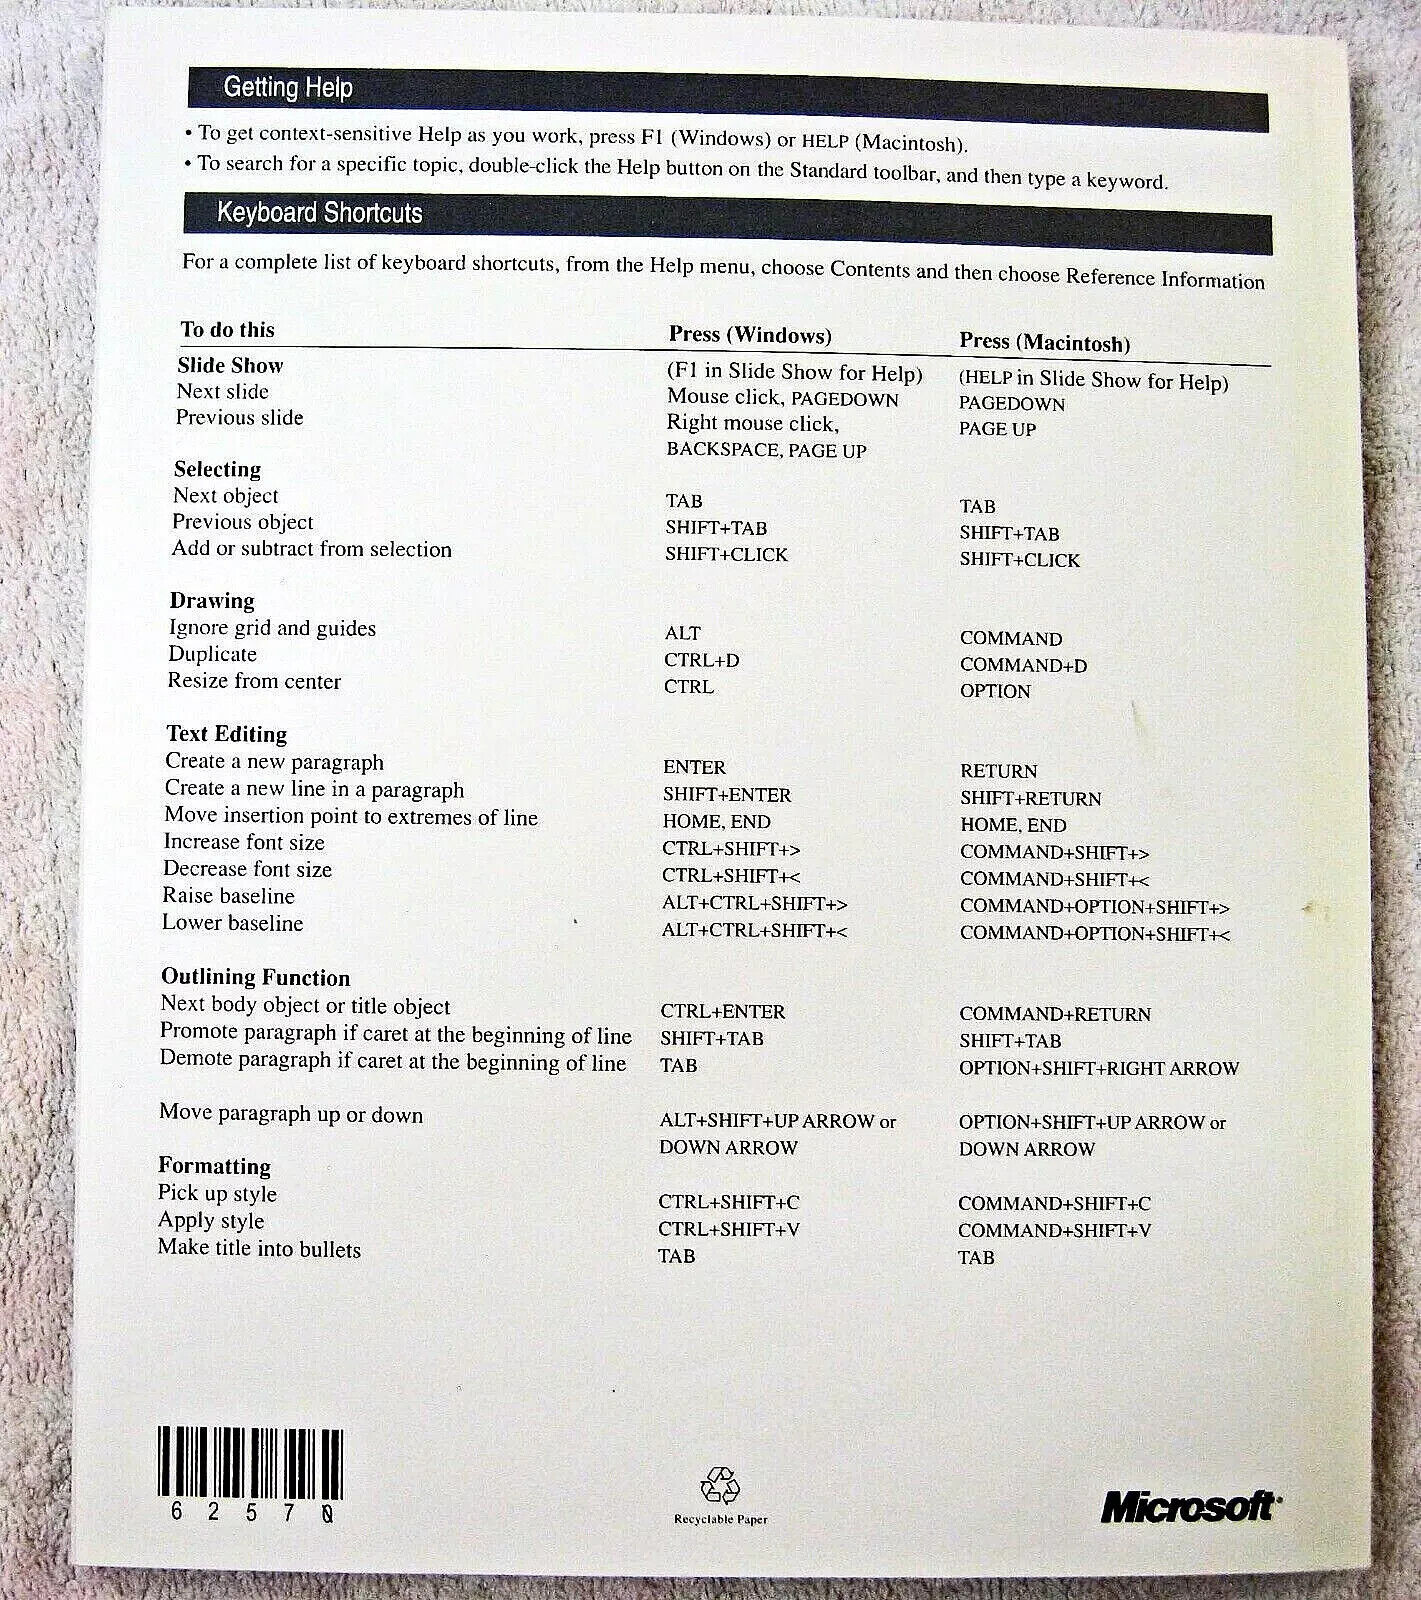 Getting Help
• To get context-sensitive Help as you work, press F1 (Windows) or HELP (Macintosh).
• To search for a specific topic, double-click the Help button on the Standard toolbar, and then type a keyword.
Keyboard Shortcuts
For a complete list of keyboard shortcuts, from the Help menu, choose Contents and then choose Reference Information
To do this Press (Windows) Press (Macintosh)
Slide Show (F1 in Slide Show for Help) (HELP in Slide Show for Help)
Next slide Mouse click, PAGEDOWN PAGEDOWN
Previous slide Right mouse click, PAGE UP
BACKSPACE, PAGE UP
Selecting
Next object TAB TAB
Previous object SHIFT+TAB SHIFT+TAB
Add or subtract from selection SHIFT+CLICK SHIFT+CLICK
Drawing
Ignore grid and guides ALT COMMAND
Duplicate CTRL+D COMMAND+D
Resize from center CTRL OPTION
Text Editing
Create a new paragraph ENTER RETURN
Create a new line in a paragraph SHIFT+ENTER SHIFT+RETURN
Move insertion point to extremes of line HOME, END HOME, END
Increase font size CTRL+SHIFT+> COMMAND+SHIFT+>
Decrease font size CTRL+SHIFT+< COMMAND+SHIFT+<
Raise baseline ALT+CTRL+SHIFT+> COMMAND+OPTION+SHIFT+>
Lower baseline ALT+CTRL+SHIFT+< COMMAND+OPTION+SHIFT+<
Outlining Function
Next body object or title object CTRL+ENTER COMMAND+RETURN
Promote paragraph if caret at the beginning of line SHIFT+TAB SHIFT+TAB
Demote paragraph if caret at the beginning of line TAB OPTION+SHIFT+RIGHT ARROW
Move paragraph up or down ALT+SHIFT+UP ARROW or OPTION+SHIFT+UP ARROW or
DOWN ARROW DOWN ARROW
Formatting
Pick up style CTRL+SHIFT+C COMMAND+SHIFT+C
Apply style CTRL+SHIFT+V COMMAND+SHIFT+V
Make title into bullets TAB TAB
62570
Recyclable Paper
Microsoft